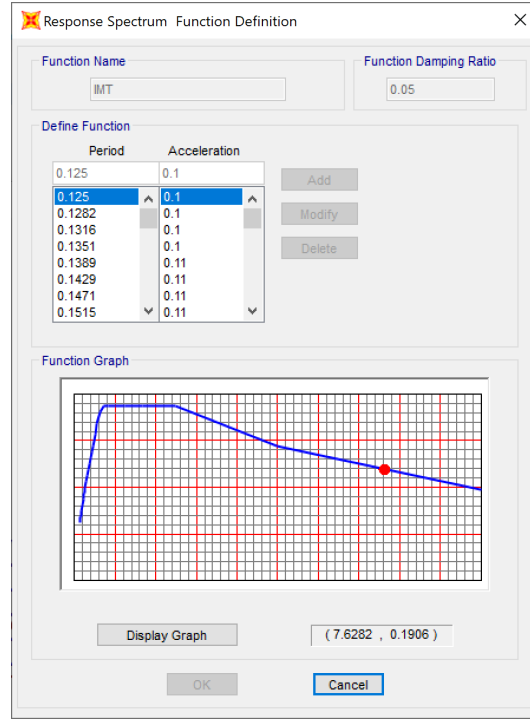 Response Spectrum Function Definition
Function Name
Function Damping Ratio
IMT
0.05
Define Function
Period Acceleration
0.125 0.1
Add
0.125 0.1
0.1282 0.1
Modify
0.1316 0.1
0.1351 0.1
Delete
0.1389 0.11
0.1429 0.11
0.1471 0.11
0.1515 0.11
Function Graph
Display Graph
( 7.6282 , 0.1906 )
OK
Cancel